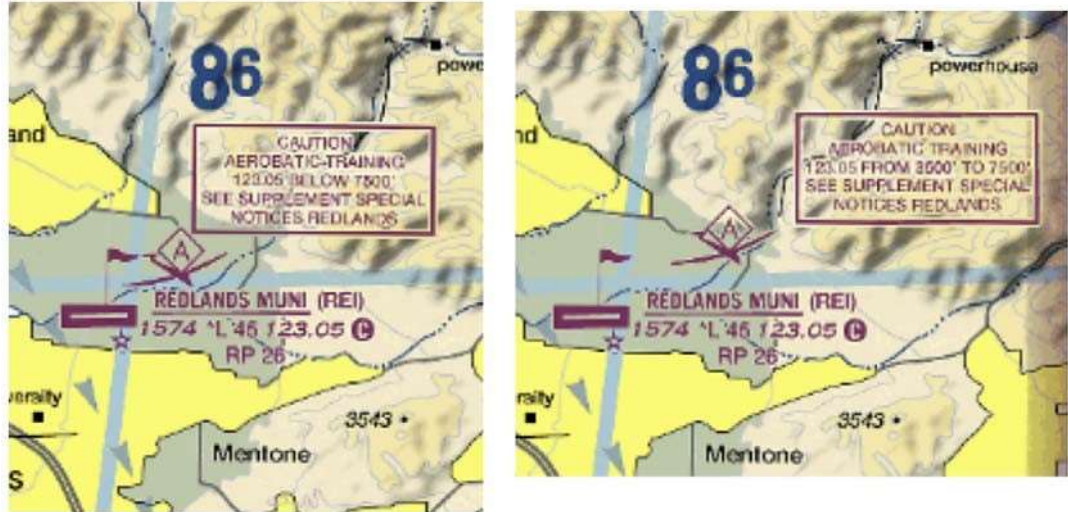 86
powe
and
CAUTION
AEROBATIC TRAINING
123.05 BELOW 7500'
SEE SUPPLEMENT SPECIAL
NOTICES REDLANDS
A
REDLANDS MUNI (REI)
1574 *L 45 123.05 C
RP 26
versity
3543
Mentone
S
86
powerhouse
nd
CAUTION
AEROBATIC TRAINING
123.05 FROM 3500' TO 7500'
SEE SUPPLEMENT SPECIAL
NOTICES REDLANDS
A
REDLANDS MUNI (REI)
1574 *L 45 123.05 C
RP 26
rsity
3543
Mentone